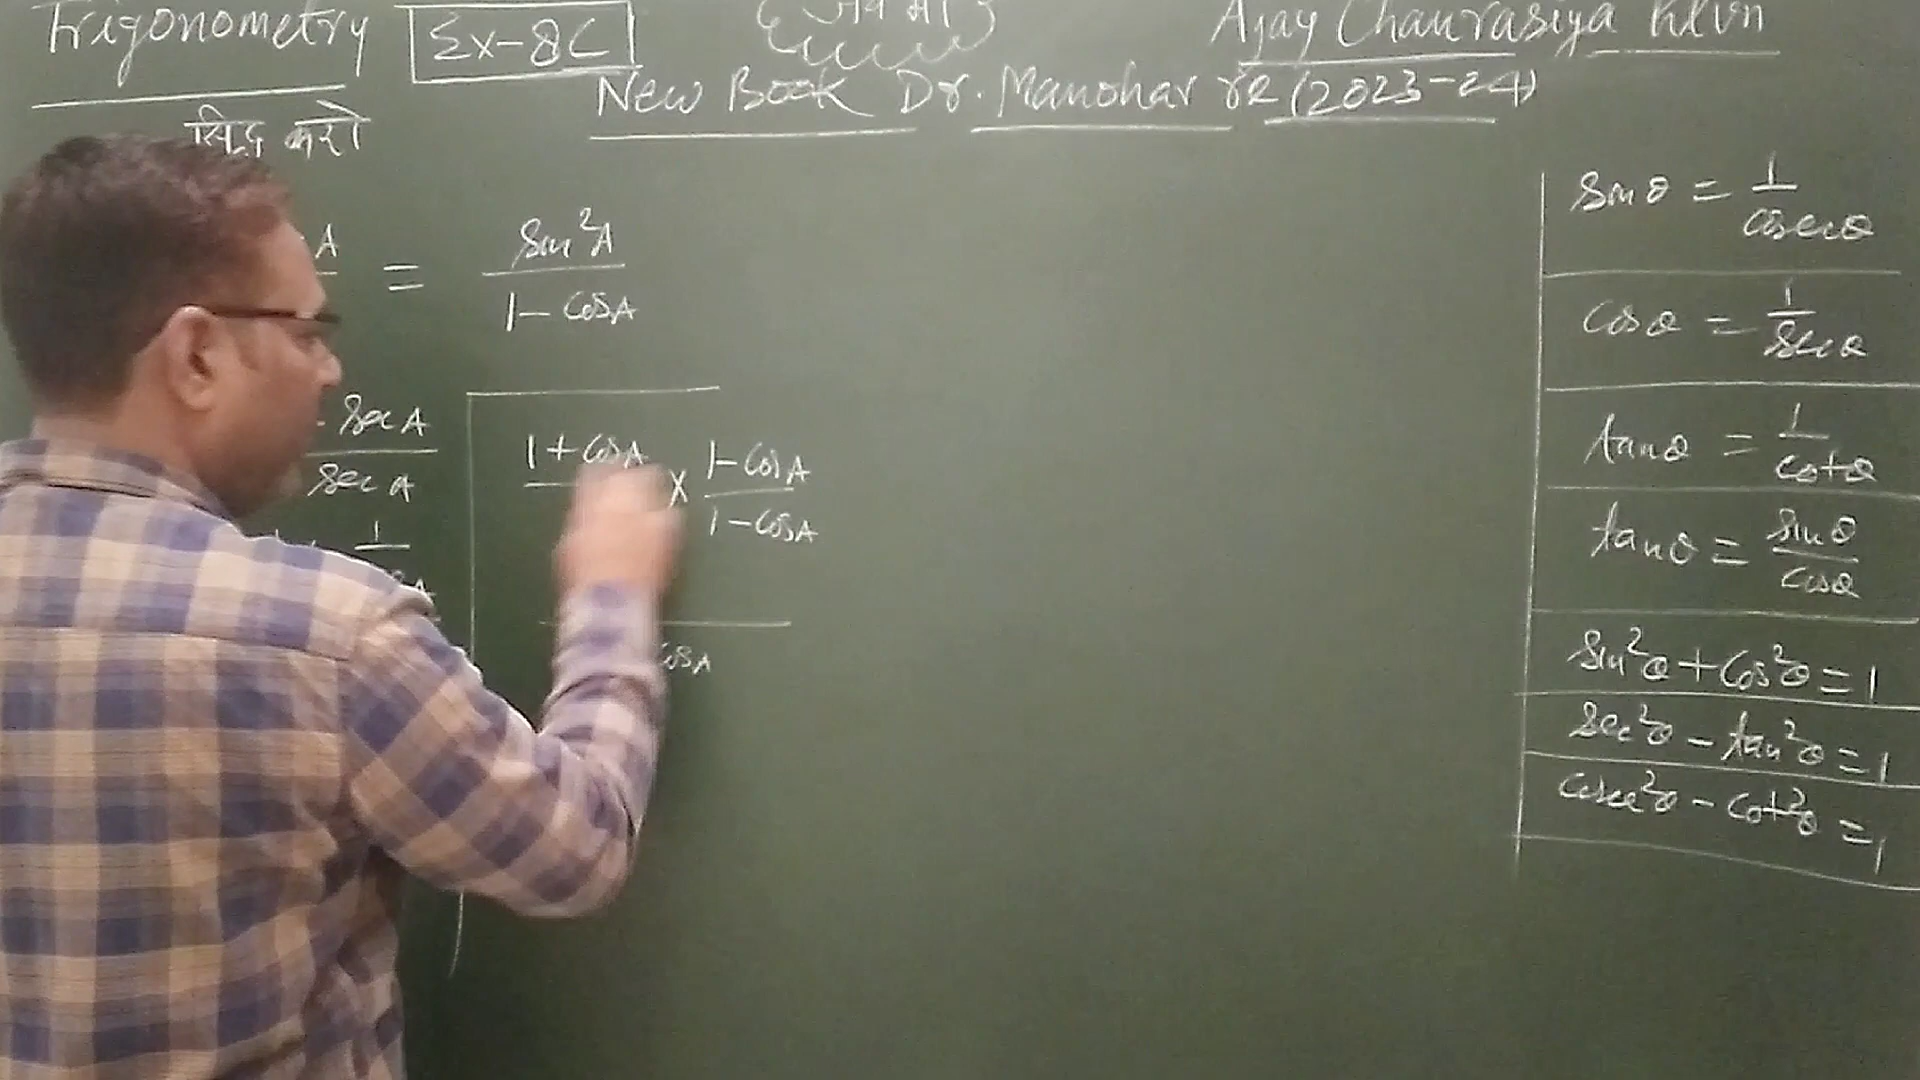 Trigonometry Ex-8C
Ajay Chaurasiya
New Book Dr. Manohar re (2023-24)
सिद्ध करो
A = sin²A
1 - cosA
sec A
sec A
1
1 + cosA × 1 - cosA
1 - cosA
cosA
sinθ = 1
cosecθ
cosθ = 1
secθ
tanθ = 1
cotθ
tanθ = sinθ
cosθ
sin²θ + cos²θ = 1
sec²θ - tan²θ = 1
cosec²θ - cot²θ = 1